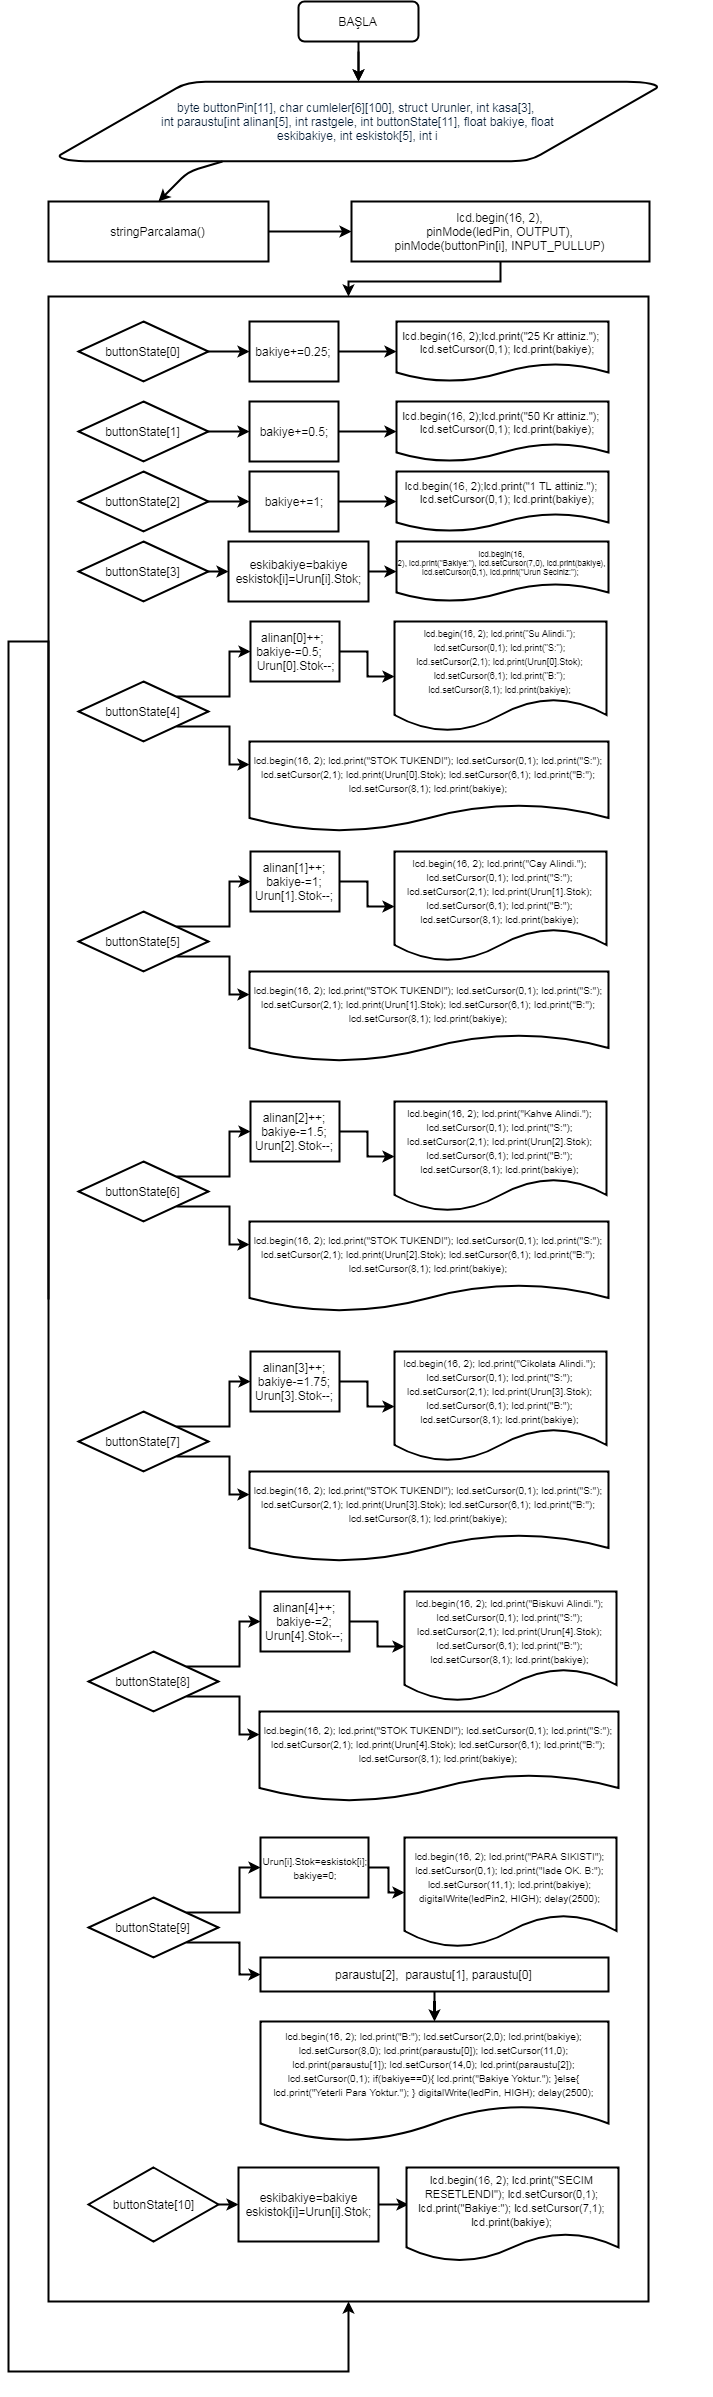 BAŞLA
byte buttonPin[11], char cumleler[6][100], struct Urunler, int kasa[3],
int paraustu[int alinan[5], int rastgele, int buttonState[11], float bakiye, float
eskibakiye, int eskistok[5], int i
stringParcalama()
lcd.begin(16, 2),
pinMode(ledPin, OUTPUT),
pinMode(buttonPin[i], INPUT_PULLUP)
buttonState[0]
bakiye+=0.25;
lcd.begin(16, 2);lcd.print("25 Kr attiniz.");
lcd.setCursor(0,1); lcd.print(bakiye);
buttonState[1]
bakiye+=0.5;
lcd.begin(16, 2);lcd.print("50 Kr attiniz.");
lcd.setCursor(0,1); lcd.print(bakiye);
buttonState[2]
bakiye+=1;
lcd.begin(16, 2);lcd.print("1 TL attiniz.");
lcd.setCursor(0,1); lcd.print(bakiye);
buttonState[3]
eskibakiye=bakiye
eskistok[i]=Urun[i].Stok;
lcd.begin(16,
2), lcd.print("Bakiye:"), lcd.setCursor(7,0), lcd.print(bakiye),
lcd.setCursor(0,1), lcd.print("Urun Seciniz:");
buttonState[4]
alinan[0]++;
bakiye-=0.5;
Urun[0].Stok--;
lcd.begin(16, 2); lcd.print("Su Alindi.");
lcd.setCursor(0,1); lcd.print("S:");
lcd.setCursor(2,1); lcd.print(Urun[0].Stok);
lcd.setCursor(6,1); lcd.print("B:");
lcd.setCursor(8,1); lcd.print(bakiye);
lcd.begin(16, 2); lcd.print("STOK TUKENDI"); lcd.setCursor(0,1); lcd.print("S:");
lcd.setCursor(2,1); lcd.print(Urun[0].Stok); lcd.setCursor(6,1); lcd.print("B:");
lcd.setCursor(8,1); lcd.print(bakiye);
buttonState[5]
alinan[1]++;
bakiye-=1;
Urun[1].Stok--;
lcd.begin(16, 2); lcd.print("Cay Alindi.");
lcd.setCursor(0,1); lcd.print("S:");
lcd.setCursor(2,1); lcd.print(Urun[1].Stok);
lcd.setCursor(6,1); lcd.print("B:");
lcd.setCursor(8,1); lcd.print(bakiye);
lcd.begin(16, 2); lcd.print("STOK TUKENDI"); lcd.setCursor(0,1); lcd.print("S:");
lcd.setCursor(2,1); lcd.print(Urun[1].Stok); lcd.setCursor(6,1); lcd.print("B:");
lcd.setCursor(8,1); lcd.print(bakiye);
buttonState[6]
alinan[2]++;
bakiye-=1.5;
Urun[2].Stok--;
lcd.begin(16, 2); lcd.print("Kahve Alindi.");
lcd.setCursor(0,1); lcd.print("S:");
lcd.setCursor(2,1); lcd.print(Urun[2].Stok);
lcd.setCursor(6,1); lcd.print("B:");
lcd.setCursor(8,1); lcd.print(bakiye);
lcd.begin(16, 2); lcd.print("STOK TUKENDI"); lcd.setCursor(0,1); lcd.print("S:");
lcd.setCursor(2,1); lcd.print(Urun[2].Stok); lcd.setCursor(6,1); lcd.print("B:");
lcd.setCursor(8,1); lcd.print(bakiye);
buttonState[7]
alinan[3]++;
bakiye-=1.75;
Urun[3].Stok--;
lcd.begin(16, 2); lcd.print("Cikolata Alindi.");
lcd.setCursor(0,1); lcd.print("S:");
lcd.setCursor(2,1); lcd.print(Urun[3].Stok);
lcd.setCursor(6,1); lcd.print("B:");
lcd.setCursor(8,1); lcd.print(bakiye);
lcd.begin(16, 2); lcd.print("STOK TUKENDI"); lcd.setCursor(0,1); lcd.print("S:");
lcd.setCursor(2,1); lcd.print(Urun[3].Stok); lcd.setCursor(6,1); lcd.print("B:");
lcd.setCursor(8,1); lcd.print(bakiye);
buttonState[8]
alinan[4]++;
bakiye-=2;
Urun[4].Stok--;
lcd.begin(16, 2); lcd.print("Biskuvi Alindi.");
lcd.setCursor(0,1); lcd.print("S:");
lcd.setCursor(2,1); lcd.print(Urun[4].Stok);
lcd.setCursor(6,1); lcd.print("B:");
lcd.setCursor(8,1); lcd.print(bakiye);
lcd.begin(16, 2); lcd.print("STOK TUKENDI"); lcd.setCursor(0,1); lcd.print("S:");
lcd.setCursor(2,1); lcd.print(Urun[4].Stok); lcd.setCursor(6,1); lcd.print("B:");
lcd.setCursor(8,1); lcd.print(bakiye);
buttonState[9]
Urun[i].Stok=eskistok[i];
bakiye=0;
lcd.begin(16, 2); lcd.print("PARA SIKISTI");
lcd.setCursor(0,1); lcd.print("Iade OK. B:");
lcd.setCursor(11,1); lcd.print(bakiye);
digitalWrite(ledPin2, HIGH); delay(2500);
paraustu[2], paraustu[1], paraustu[0]
lcd.begin(16, 2); lcd.print("B:"); lcd.setCursor(2,0); lcd.print(bakiye);
lcd.setCursor(8,0); lcd.print(paraustu[0]); lcd.setCursor(11,0);
lcd.print(paraustu[1]); lcd.setCursor(14,0); lcd.print(paraustu[2]);
lcd.setCursor(0,1); if(bakiye==0){ lcd.print("Bakiye Yoktur."); }else{
lcd.print("Yeterli Para Yoktur."); } digitalWrite(ledPin, HIGH); delay(2500);
buttonState[10]
eskibakiye=bakiye
eskistok[i]=Urun[i].Stok;
lcd.begin(16, 2); lcd.print("SECIM
RESETLENDI"); lcd.setCursor(0,1);
lcd.print("Bakiye:"); lcd.setCursor(7,1);
lcd.print(bakiye);